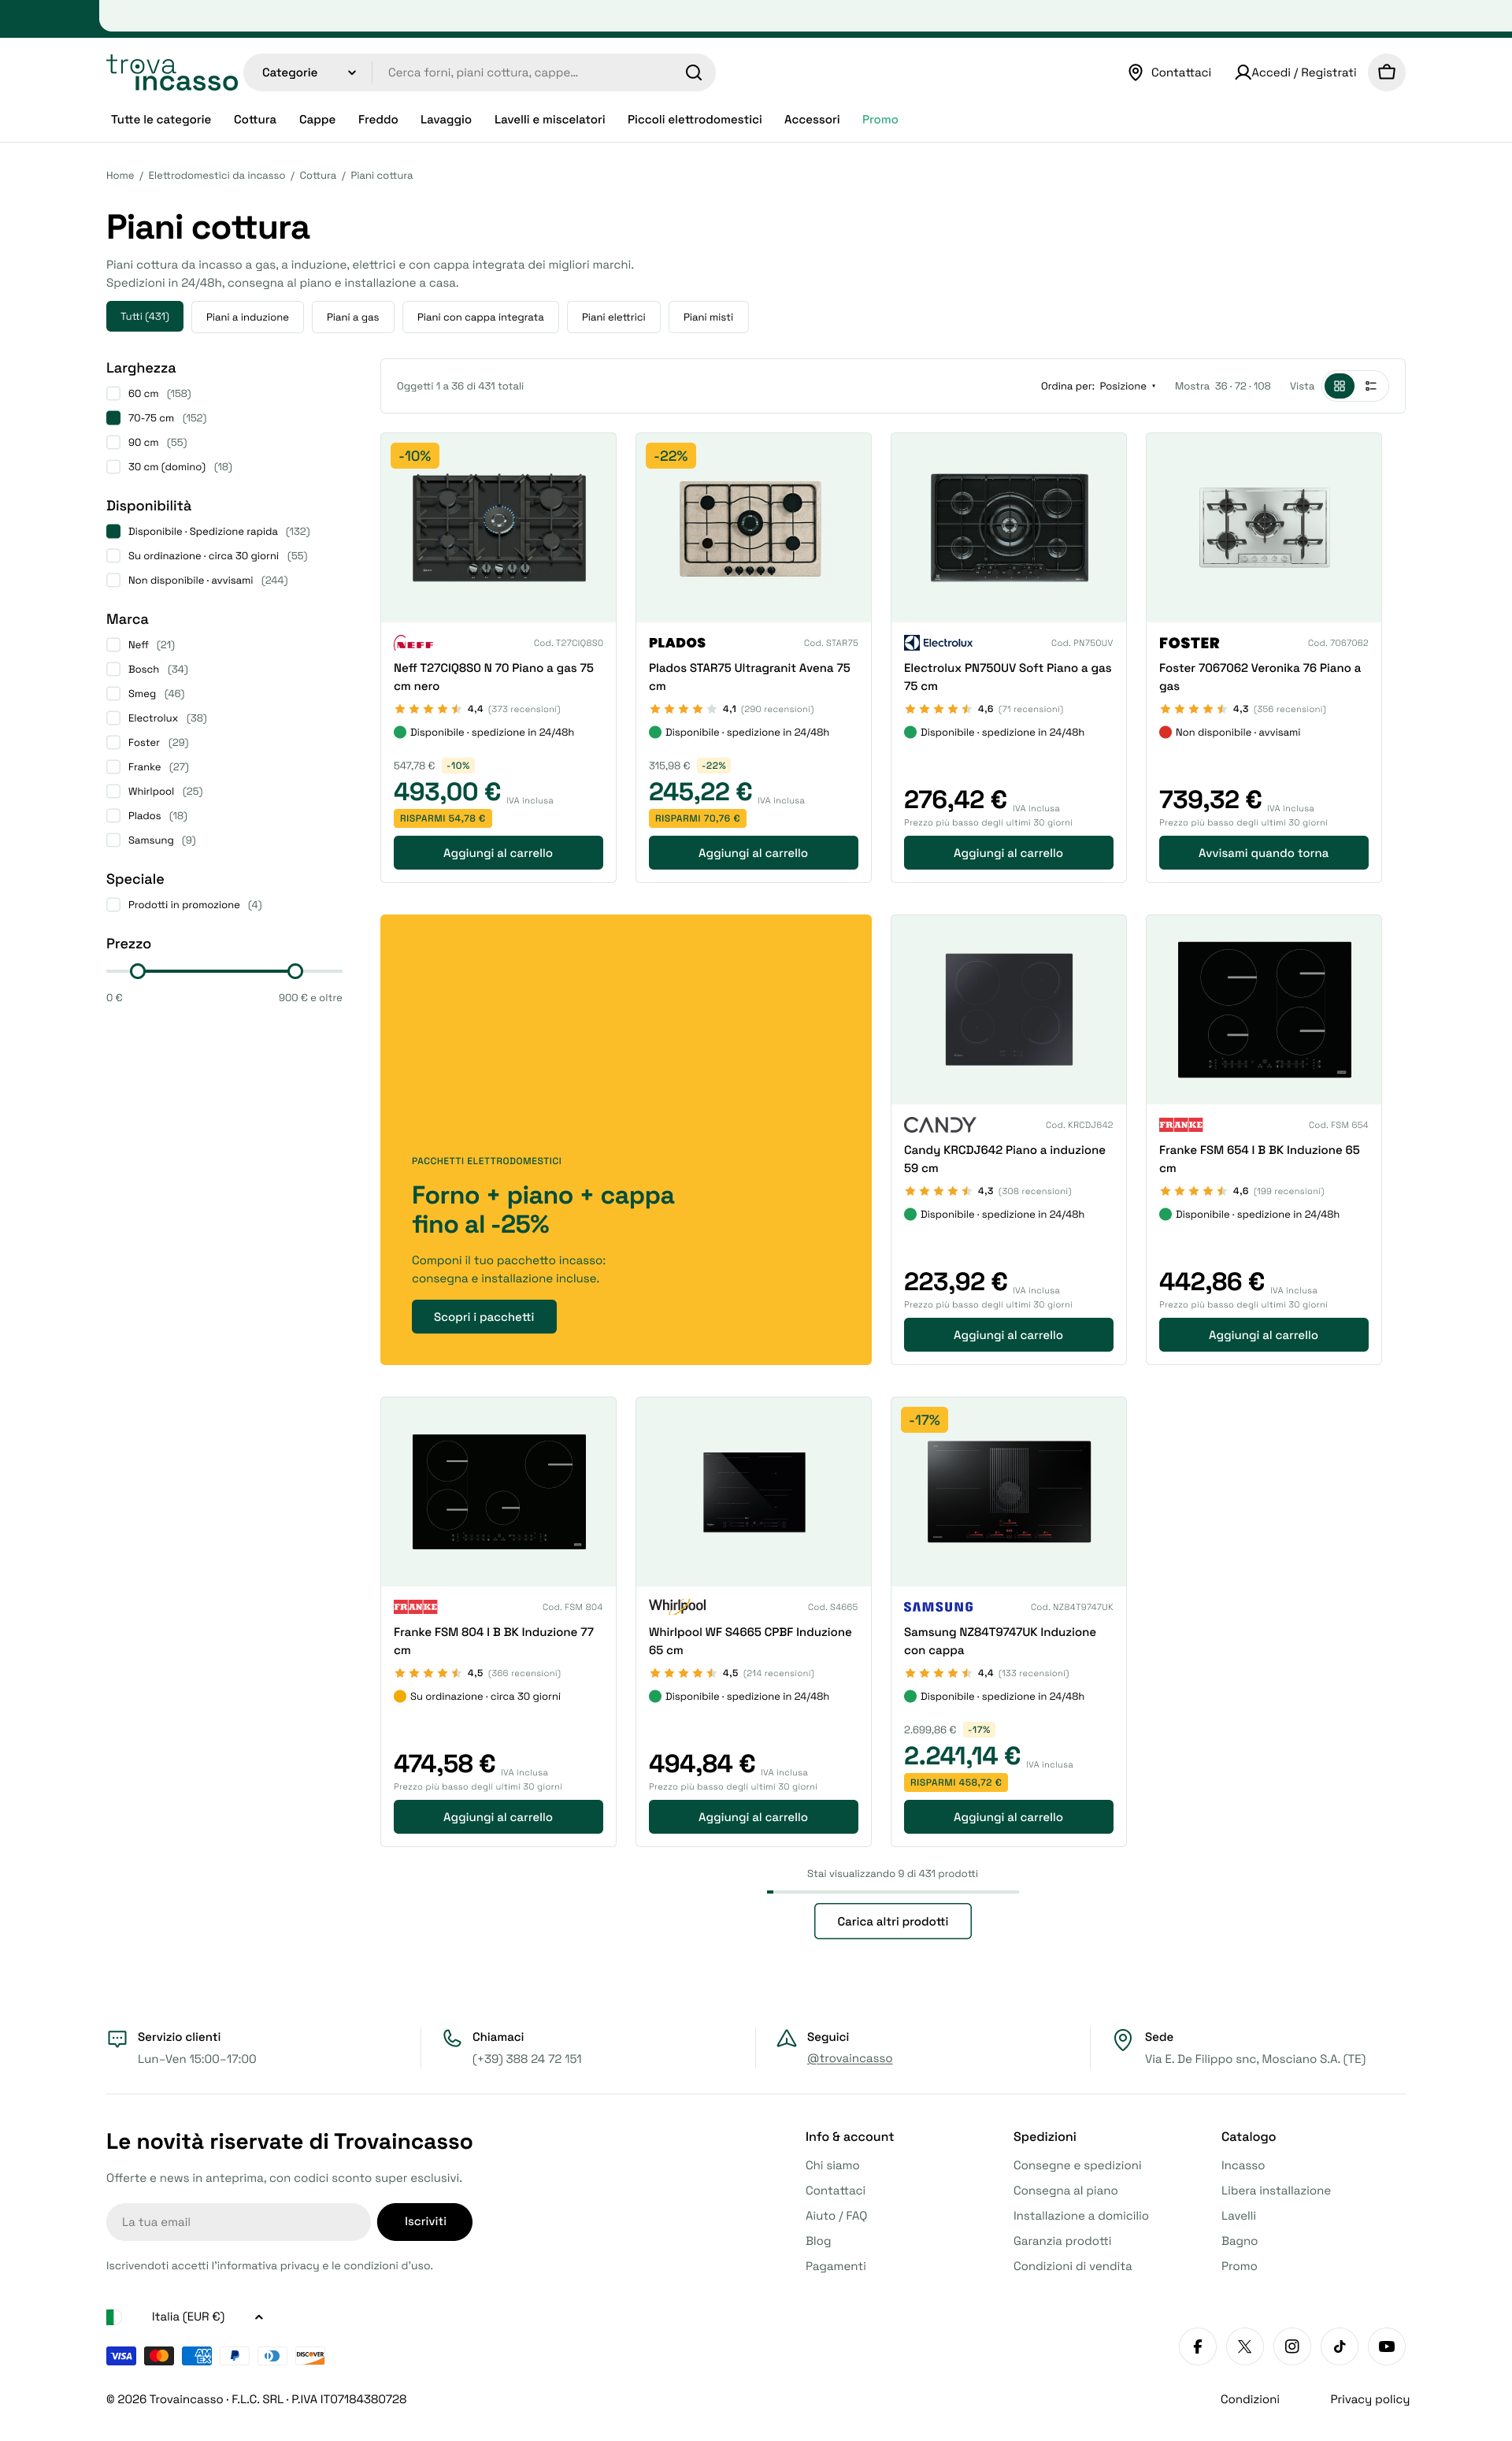 trova
incasso
Categorie
Cerca forni, piani cottura, cappe...
Contattaci
Accedi / Registrati
Tutte le categorie Cottura Cappe Freddo Lavaggio Lavelli e miscelatori Piccoli elettrodomestici Accessori Promo
Home / Elettrodomestici da incasso / Cottura / Piani cottura
Piani cottura
Piani cottura da incasso a gas, a induzione, elettrici e con cappa integrata dei migliori marchi.
Spedizioni in 24/48h, consegna al piano e installazione a casa.
Tutti (431) Piani a induzione Piani a gas Piani con cappa integrata Piani elettrici Piani misti
Larghezza
60 cm (158)
70-75 cm (152)
90 cm (55)
30 cm (domino) (18)
Disponibilità
Disponibile · Spedizione rapida (132)
Su ordinazione · circa 30 giorni (55)
Non disponibile · avvisami (244)
Marca
Neff (21)
Bosch (34)
Smeg (46)
Electrolux (38)
Foster (29)
Franke (27)
Whirlpool (25)
Plados (18)
Samsung (9)
Speciale
Prodotti in promozione (4)
Prezzo
0 € 900 € e oltre
Oggetti 1 a 36 di 431 totali
Ordina per: Posizione
Mostra 36 · 72 · 108
Vista
-10%
NEFF
Cod. T27CIQ8S0
Neff T27CIQ8S0 N 70 Piano a gas 75
cm nero
4,4 (373 recensioni)
Disponibile · spedizione in 24/48h
547,78 € -10%
493,00 € IVA inclusa
RISPARMI 54,78 €
Aggiungi al carrello
-22%
PLADOS
Cod. STAR75
Plados STAR75 Ultragranit Avena 75
cm
4,1 (290 recensioni)
Disponibile · spedizione in 24/48h
315,98 € -22%
245,22 € IVA inclusa
RISPARMI 70,76 €
Aggiungi al carrello
Electrolux
Cod. PN750UV
Electrolux PN750UV Soft Piano a gas
75 cm
4,6 (71 recensioni)
Disponibile · spedizione in 24/48h
276,42 € IVA inclusa
Prezzo più basso degli ultimi 30 giorni
Aggiungi al carrello
FOSTER
Cod. 7067062
Foster 7067062 Veronika 76 Piano a
gas
4,3 (356 recensioni)
Non disponibile · avvisami
739,32 € IVA inclusa
Prezzo più basso degli ultimi 30 giorni
Avvisami quando torna
PACCHETTI ELETTRODOMESTICI
Forno + piano + cappa
fino al -25%
Componi il tuo pacchetto incasso:
consegna e installazione incluse.
Scopri i pacchetti
CANDY
Cod. KRCDJ642
Candy KRCDJ642 Piano a induzione
59 cm
4,3 (308 recensioni)
Disponibile · spedizione in 24/48h
223,92 € IVA inclusa
Prezzo più basso degli ultimi 30 giorni
Aggiungi al carrello
FRANKE
Cod. FSM 654
Franke FSM 654 I B BK Induzione 65
cm
4,6 (199 recensioni)
Disponibile · spedizione in 24/48h
442,86 € IVA inclusa
Prezzo più basso degli ultimi 30 giorni
Aggiungi al carrello
FRANKE
Cod. FSM 804
Franke FSM 804 I B BK Induzione 77
cm
4,5 (366 recensioni)
Su ordinazione · circa 30 giorni
474,58 € IVA inclusa
Prezzo più basso degli ultimi 30 giorni
Aggiungi al carrello
Whirlpool
Cod. S4665
Whirlpool WF S4665 CPBF Induzione
65 cm
4,5 (214 recensioni)
Disponibile · spedizione in 24/48h
494,84 € IVA inclusa
Prezzo più basso degli ultimi 30 giorni
Aggiungi al carrello
-17%
SAMSUNG
Cod. NZ84T9747UK
Samsung NZ84T9747UK Induzione
con cappa
4,4 (133 recensioni)
Disponibile · spedizione in 24/48h
2.699,86 € -17%
2.241,14 € IVA inclusa
RISPARMI 458,72 €
Aggiungi al carrello
Stai visualizzando 9 di 431 prodotti
Carica altri prodotti
Servizio clienti
Lun–Ven 15:00–17:00
Chiamaci
(+39) 388 24 72 151
Seguici
@trovaincasso
Sede
Via E. De Filippo snc, Mosciano S.A. (TE)
Le novità riservate di Trovaincasso
Offerte e news in anteprima, con codici sconto super esclusivi.
La tua email
Iscriviti
Iscrivendoti accetti l'informativa privacy e le condizioni d'uso.
Info & account
Chi siamo
Contattaci
Aiuto / FAQ
Blog
Pagamenti
Spedizioni
Consegne e spedizioni
Consegna al piano
Installazione a domicilio
Garanzia prodotti
Condizioni di vendita
Catalogo
Incasso
Libera installazione
Lavelli
Bagno
Promo
Italia (EUR €)
VISA
AMEX
DISCOVER
© 2026 Trovaincasso · F.L.C. SRL · P.IVA IT07184380728
Condizioni
Privacy policy